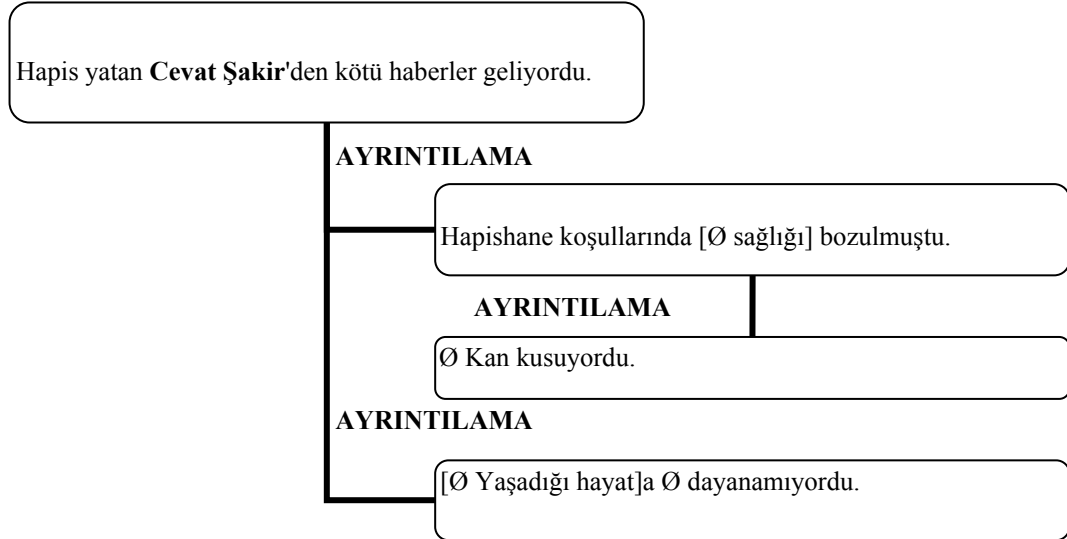 Hapis yatan Cevat Şakir'den kötü haberler geliyordu.
AYRINTILAMA
Hapishane koşullarında [Ø sağlığı] bozulmuştu.
AYRINTILAMA
Ø Kan kusuyordu.
AYRINTILAMA
[Ø Yaşadığı hayat]a Ø dayanamıyordu.